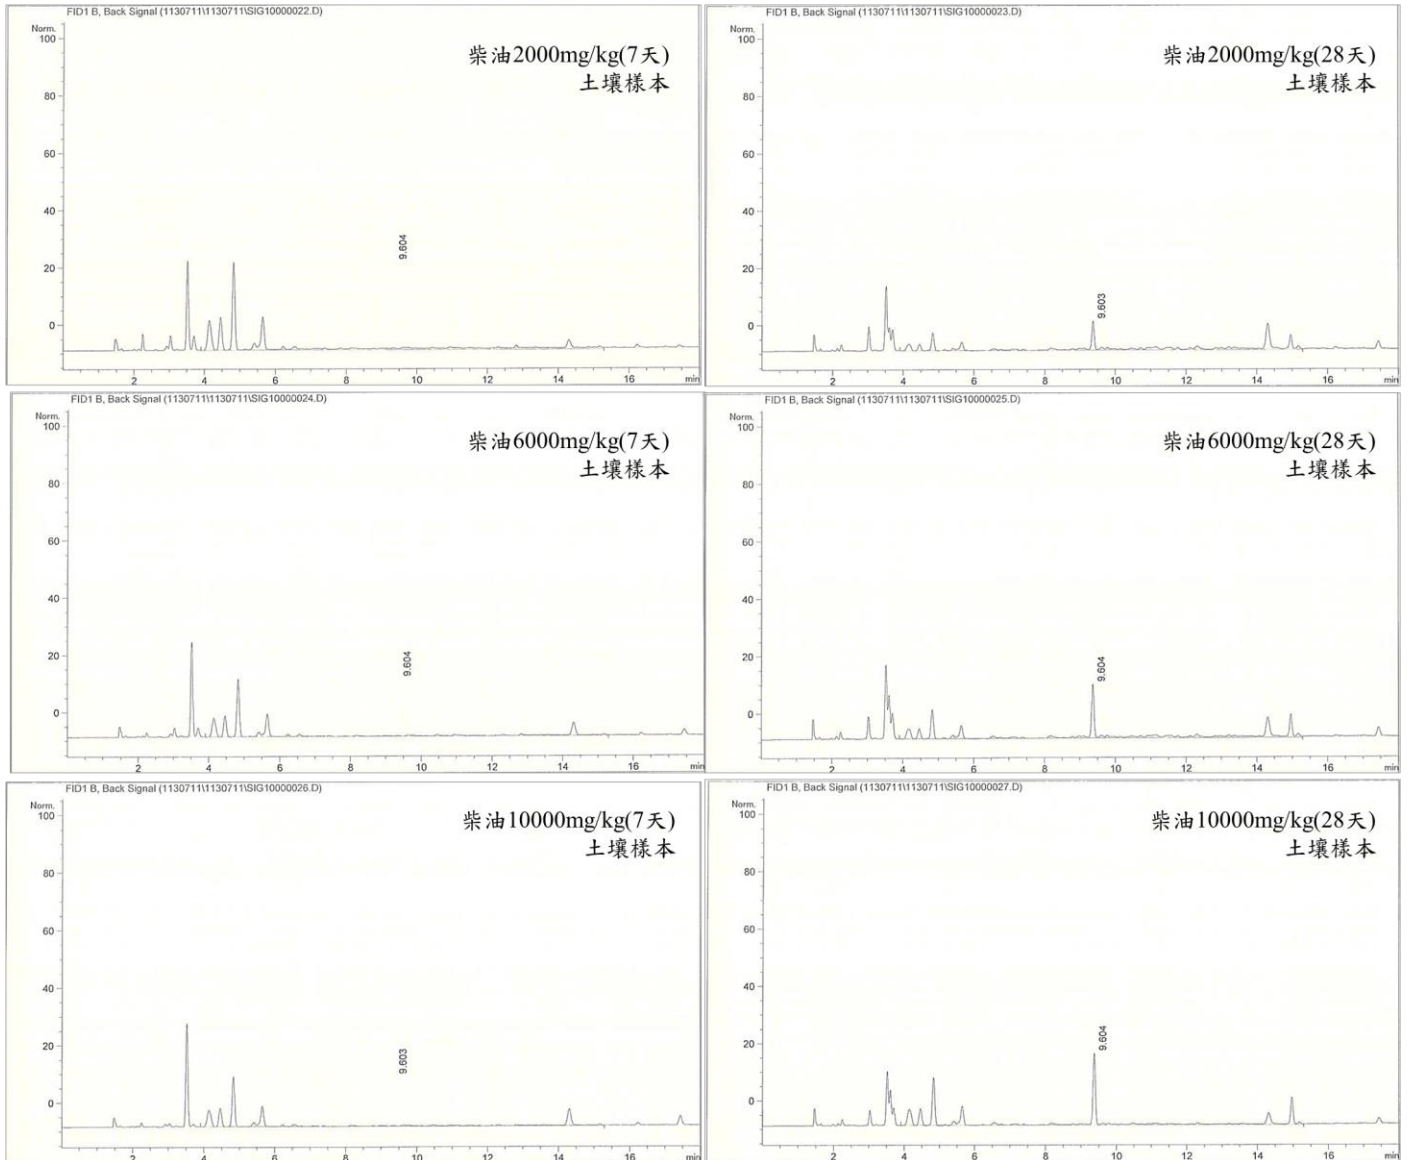 FID1 B, Back Signal (1130711\1130711\SIG10000022.D)
Norm.
柴油2000mg/kg(7天)
土壤樣本
100
80
60
40
20
0
9.604
2 4 6 8 10 12 14 16 min
FID1 B, Back Signal (1130711\1130711\SIG10000023.D)
Norm.
柴油2000mg/kg(28天)
土壤樣本
100
80
60
40
20
0
9.603
2 4 6 8 10 12 14 16 min
FID1 B, Back Signal (1130711\1130711\SIG10000024.D)
Norm.
柴油6000mg/kg(7天)
土壤樣本
100
80
60
40
20
0
9.604
2 4 6 8 10 12 14 16 min
FID1 B, Back Signal (1130711\1130711\SIG10000025.D)
Norm.
柴油6000mg/kg(28天)
土壤樣本
100
80
60
40
20
0
9.604
2 4 6 8 10 12 14 16 min
FID1 B, Back Signal (1130711\1130711\SIG10000026.D)
Norm.
柴油10000mg/kg(7天)
土壤樣本
100
80
60
40
20
0
9.603
2 4 6 8 10 12 14 16 min
FID1 B, Back Signal (1130711\1130711\SIG10000027.D)
Norm.
柴油10000mg/kg(28天)
土壤樣本
100
80
60
40
20
0
9.604
2 4 6 8 10 12 14 16 min